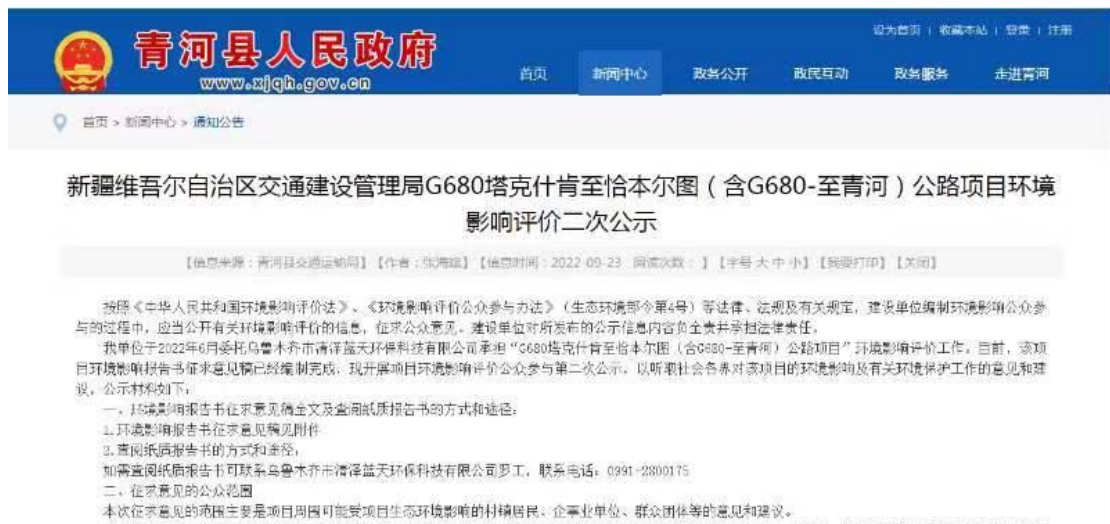 设为首页 | 收藏本站 | 登录 | 注册
青河县人民政府
www.xjqh.gov.cn
首页 新闻中心 政务公开 政民互动 政务服务 走进青河
首页 > 新闻中心 > 通知公告
新疆维吾尔自治区交通建设管理局G680塔克什肯至恰本尔图（含G680-至青河）公路项目环境
影响评价二次公示
【信息来源：青河县交通运输局】【作者：张海} 】【信息时间：2022-09-23 阅读次数： 】【字号 大 中 小】【我要打印】【关闭】
按照《中华人民共和国环境影响评价法》、《环境影响评价公众参与办法》（生态环境部令第4号）等法律、法规及有关规定，建设单位编制环境影响公众参
与的过程中，应当公开有关环境影响评价的信息，征求公众意见。建设单位对所发布的公示信息内容负全责并承担法律责任。
我单位于2022年6月委托乌鲁木齐市清泽蓝天环保科技有限公司承担“G680塔克什肯至恰本尔图（含G680-至青河）公路项目”环境影响评价工作。目前，该项
目环境影响报告书征求意见稿已经编制完成，现开展项目环境影响评价公众参与第二次公示，以听取社会各界对该项目的环境影响及有关环境保护工作的意见和建
议，公示材料如下：
一、环境影响报告书征求意见稿全文及查阅纸质报告书的方式和途径：
1.环境影响报告书征求意见稿见附件
2.查阅纸质报告书的方式和途径：
如需查阅纸质报告书可联系乌鲁木齐市清泽蓝天环保科技有限公司罗工，联系电话：0991-2800175
二、征求意见的公众范围
本次征求意见的范围主要是项目周围可能受项目生态环境影响的村镇居民、企事业单位、群众团体等的意见和建议。